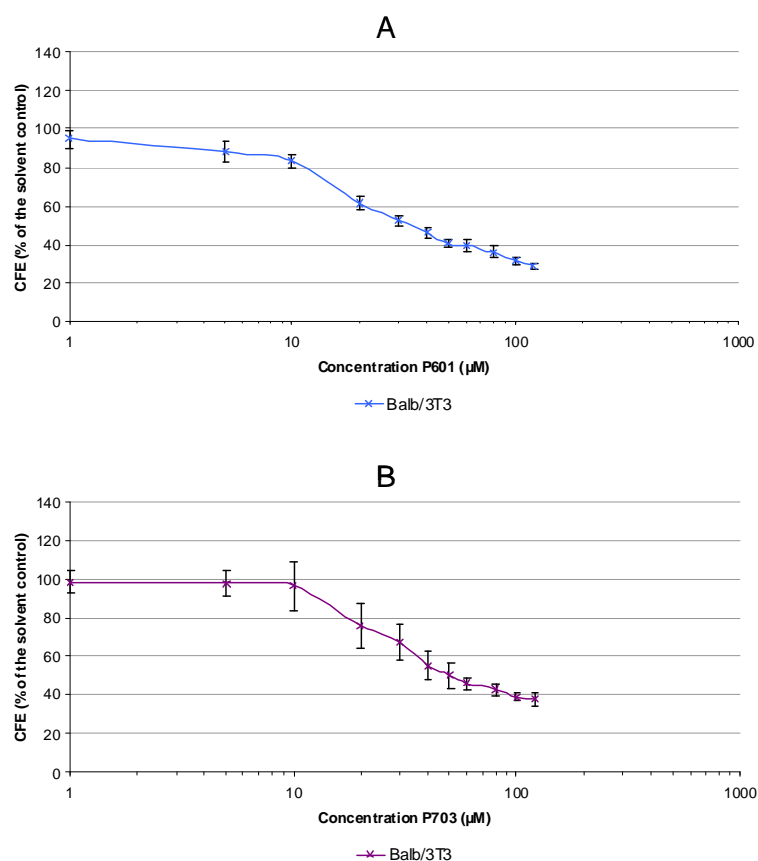 A
140
120
100
80
60
40
20
0
CFE (% of the solvent control)
1 10 100 1000
Concentration P601 (µM)
Balb/3T3
B
140
120
100
80
60
40
20
0
CFE (% of the solvent control)
1 10 100 1000
Concentration P703 (µM)
Balb/3T3